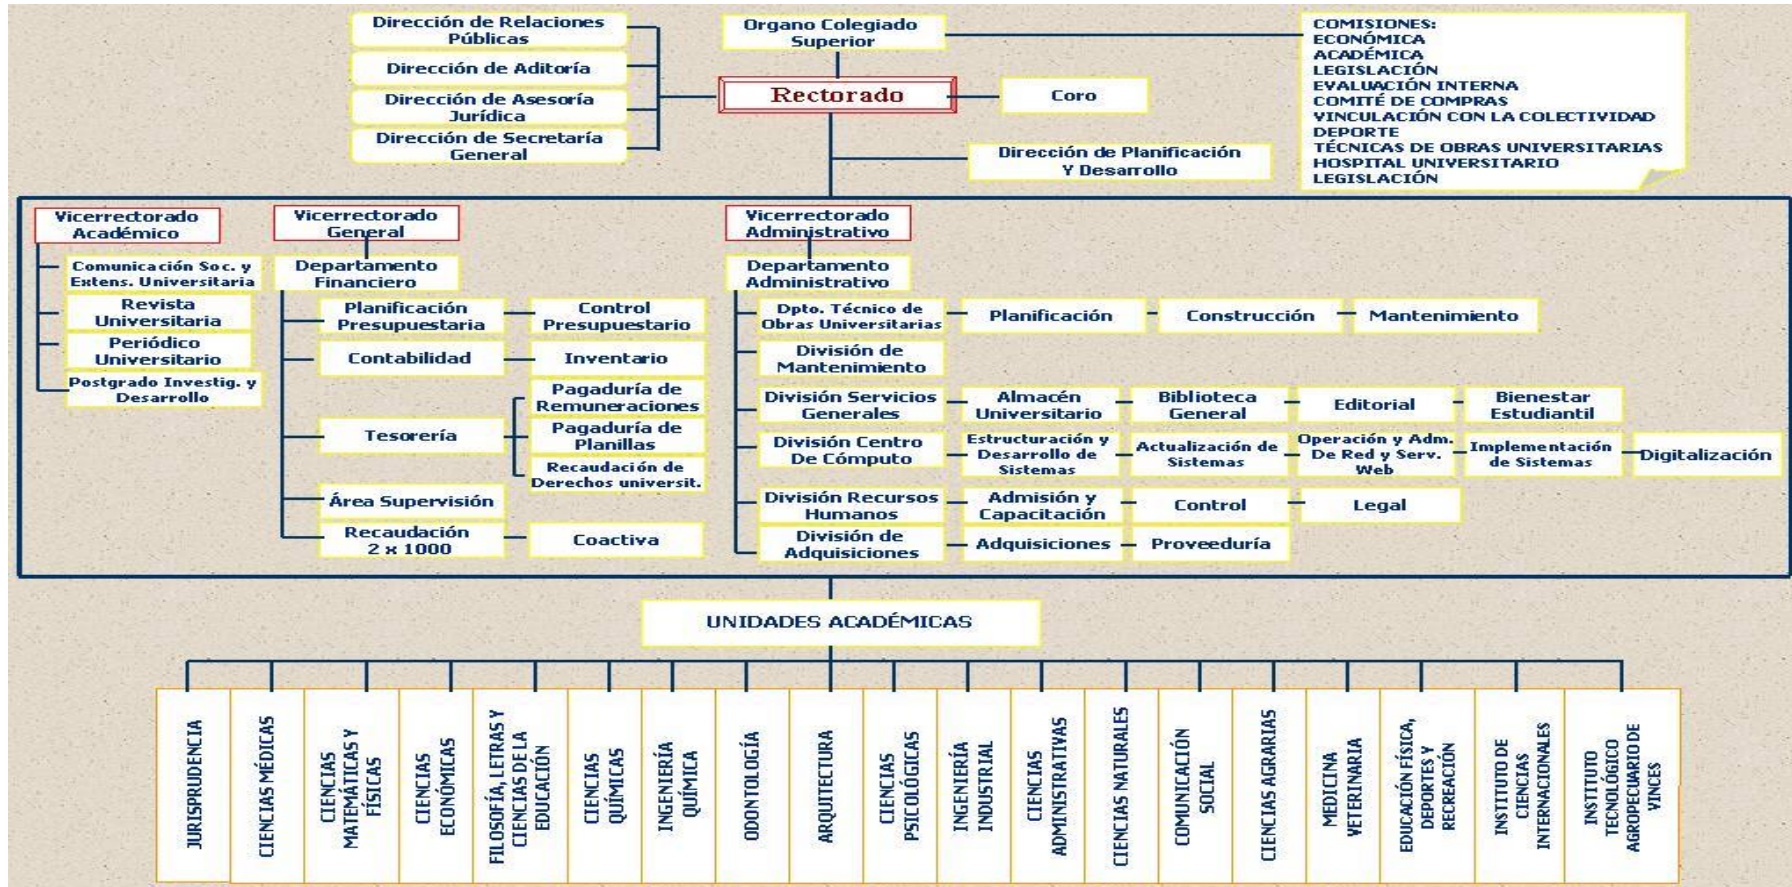 Dirección de Relaciones
Públicas
Dirección de Aditoría
Dirección de Asesoría
Jurídica
Dirección de Secretaría
General
Organo Colegiado
Superior
Rectorado
Coro
Dirección de Planificación
Y Desarrollo
COMISIONES:
ECONÓMICA
ACADÉMICA
LEGISLACIÓN
EVALUACIÓN INTERNA
COMITÉ DE COMPRAS
VINCULACIÓN CON LA COLECTIVIDAD
DEPORTE
TÉCNICAS DE OBRAS UNIVERSITARIAS
HOSPITAL UNIVERSITARIO
LEGISLACIÓN
Vicerrectorado
Académico
Comunicación Soc. y
Extens. Universitaria
Revista
Universitaria
Periódico
Universitario
Postgrado Investig. y
Desarrollo
Vicerrectorado
General
Departamento
Financiero
Planificación
Presupuestaria
Control
Presupuestario
Contabilidad
Inventario
Tesorería
Pagaduría de
Remuneraciones
Pagaduría de
Planillas
Recaudación de
Derechos universit.
Área Supervisión
Recaudación
2 x 1000
Coactiva
Vicerrectorado
Administrativo
Departamento
Administrativo
Dpto. Técnico de
Obras Universitarias
Planificación
Construcción
Mantenimiento
División de
Mantenimiento
División Servicios
Generales
Almacén
Universitario
Biblioteca
General
Editorial
Bienestar
Estudiantil
División Centro
De Cómputo
Estructuración y
Desarrollo de
Sistemas
Actualización de
Sistemas
Operación y Adm.
De Red y Serv.
Web
Implementación
de Sistemas
Digitalización
División Recursos
Humanos
Admisión y
Capacitación
Control
Legal
División de
Adquisiciones
Adquisiciones
Proveeduría
UNIDADES ACADÉMICAS
JURISPRUDENCIA
CIENCIAS MÉDICAS
CIENCIAS
MATEMÁTICAS Y
FÍSICAS
CIENCIAS
ECONÓMICAS
FILOSOFÍA, LETRAS Y
CIENCIAS DE LA
EDUCACIÓN
CIENCIAS
QUÍMICAS
INGENIERÍA
QUÍMICA
ODONTOLOGÍA
ARQUITECTURA
CIENCIAS
PSICOLÓGICAS
INGENIERÍA
INDUSTRIAL
CIENCIAS
ADMINISTRATIVAS
CIENCIAS NATURALES
COMUNICACIÓN
SOCIAL
CIENCIAS AGRARIAS
MEDICINA
VETERINARIA
EDUCACIÓN FÍSICA,
DEPORTES Y
RECREACIÓN
INSTITUTO DE
CIENCIAS
INTERNACIONALES
INSTITUTO
TECNOLÓGICO
AGROPECUARIO DE
VINCES